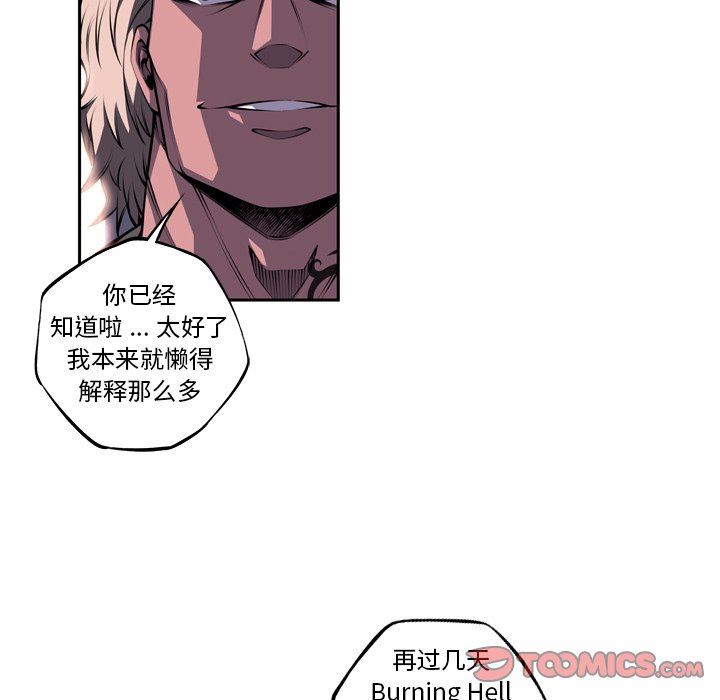 你已经
知道啦 ... 太好了
我本来就懒得
解释那么多
再过几天
Burning Hell
TOOMICS.COM